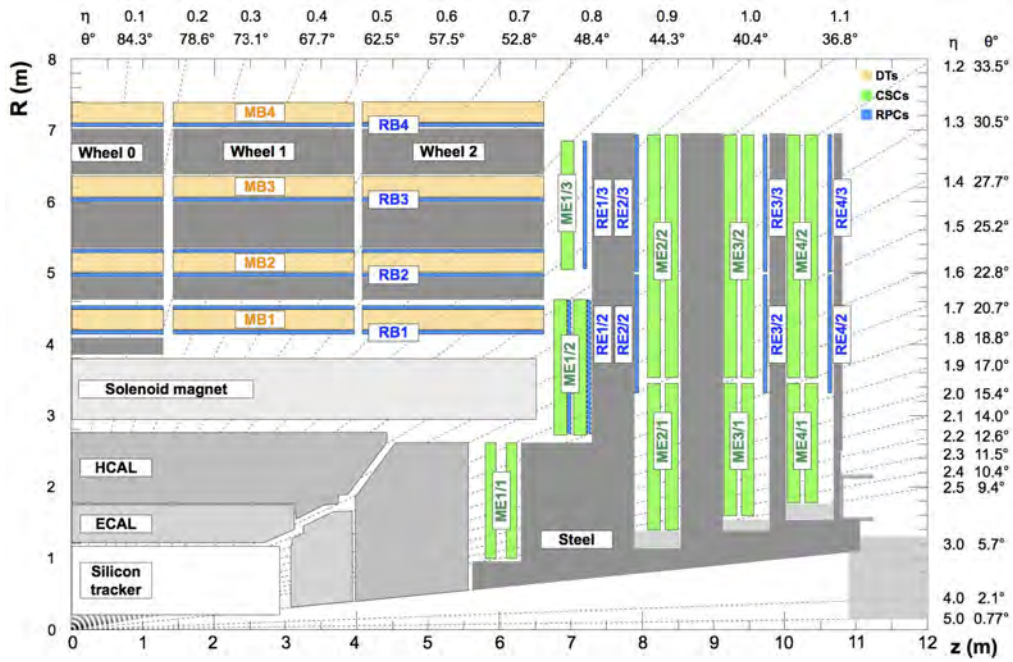 η 0.1 0.2 0.3 0.4 0.5 0.6 0.7 0.8 0.9 1.0 1.1
θ° 84.3° 78.6° 73.1° 67.7° 62.5° 57.5° 52.8° 48.4° 44.3° 40.4° 36.8° η θ°
8 1.2 33.5°
R (m)
DTs
CSCs
RPCs
MB4
RB4
7 1.3 30.5°
Wheel 0 Wheel 1 Wheel 2
MB3
RB3
6 1.4 27.7°
ME1/3 RE1/3 RE2/3 ME2/2 ME3/2 RE3/3 ME4/2 RE4/3
1.5 25.2°
MB2
RB2
5 1.6 22.8°
1.7 20.7°
MB1
RB1
ME1/2 RE1/2 RE2/2 RE3/2 RE4/2
4 1.8 18.8°
1.9 17.0°
Solenoid magnet
2.0 15.4°
3 2.1 14.0°
2.2 12.6°
HCAL
ME1/1 ME2/1 ME3/1 ME4/1
2.3 11.5°
2.4 10.4°
2 2.5 9.4°
ECAL
Steel
1 3.0 5.7°
Silicon
tracker
4.0 2.1°
0 5.0 0.77°
0 1 2 3 4 5 6 7 8 9 10 11 12
z (m)